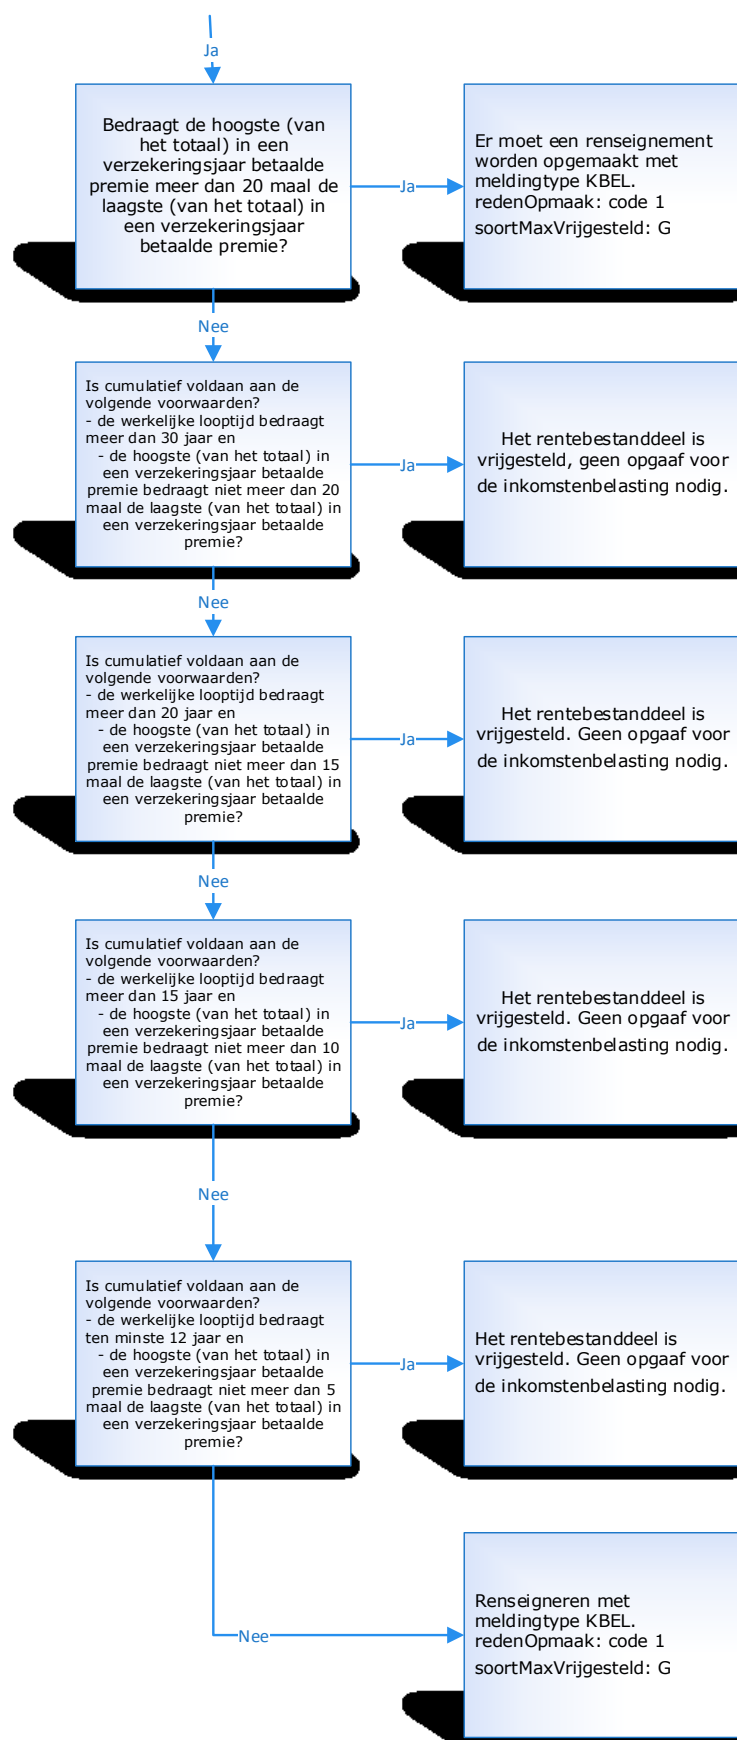 Ja
Bedraagt de hoogste (van
het totaal) in een
verzekeringsjaar betaalde
premie meer dan 20 maal de
laagste (van het totaal) in
een verzekeringsjaar
betaalde premie?
Ja
Er moet een renseignement
worden opgemaakt met
meldingtype KBEL.
redenOpmaak: code 1
soortMaxVrijgesteld: G
Nee
Is cumulatief voldaan aan de
volgende voorwaarden?
- de werkelijke looptijd bedraagt
meer dan 30 jaar en
- de hoogste (van het totaal) in
een verzekeringsjaar betaalde
premie bedraagt niet meer dan 20
maal de laagste (van het totaal) in
een verzekeringsjaar betaalde
premie?
Ja
Het rentebestanddeel is
vrijgesteld, geen opgaaf voor
de inkomstenbelasting nodig.
Nee
Is cumulatief voldaan aan de
volgende voorwaarden?
- de werkelijke looptijd bedraagt
meer dan 20 jaar en
- de hoogste (van het totaal) in
een verzekeringsjaar betaalde
premie bedraagt niet meer dan 15
maal de laagste (van het totaal) in
een verzekeringsjaar betaalde
premie?
Ja
Het rentebestanddeel is
vrijgesteld. Geen opgaaf voor
de inkomstenbelasting nodig.
Nee
Is cumulatief voldaan aan de
volgende voorwaarden?
- de werkelijke looptijd bedraagt
meer dan 15 jaar en
- de hoogste (van het totaal) in
een verzekeringsjaar betaalde
premie bedraagt niet meer dan 10
maal de laagste (van het totaal) in
een verzekeringsjaar betaalde
premie?
Ja
Het rentebestanddeel is
vrijgesteld. Geen opgaaf voor
de inkomstenbelasting nodig.
Nee
Is cumulatief voldaan aan de
volgende voorwaarden?
- de werkelijke looptijd bedraagt
ten minste 12 jaar en
- de hoogste (van het totaal) in
een verzekeringsjaar betaalde
premie bedraagt niet meer dan 5
maal de laagste (van het totaal) in
een verzekeringsjaar betaalde
premie?
Ja
Het rentebestanddeel is
vrijgesteld. Geen opgaaf voor
de inkomstenbelasting nodig.
Nee
Renseigneren met
meldingtype KBEL.
redenOpmaak: code 1
soortMaxVrijgesteld: G